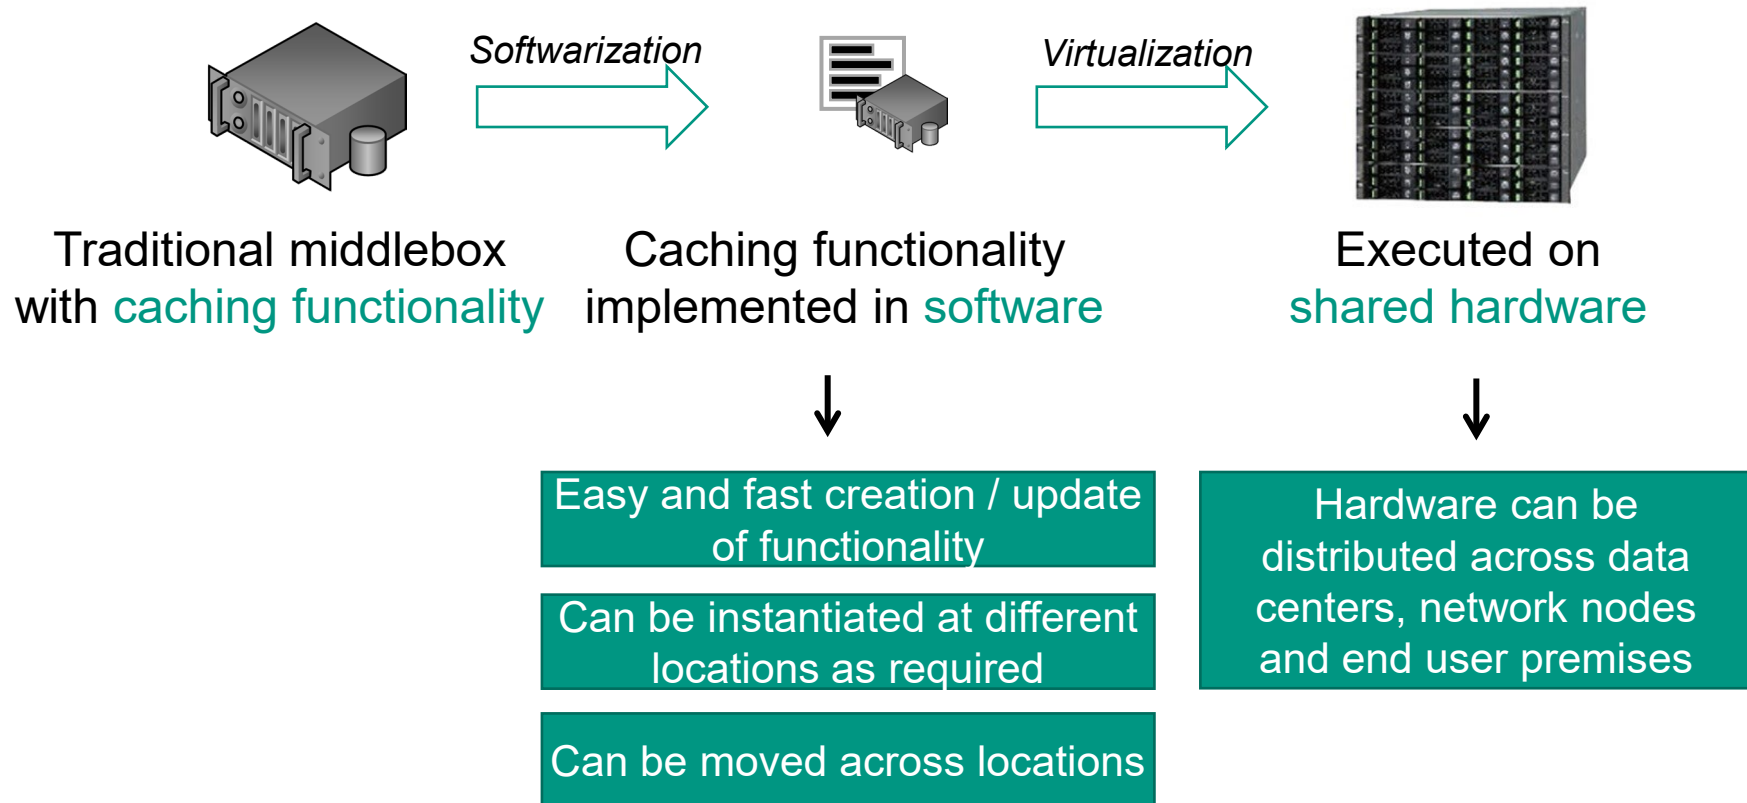 Softwarization
Virtualization
Traditional middlebox
with caching functionality
Caching functionality
implemented in software
Executed on
shared hardware
Easy and fast creation / update
of functionality
Can be instantiated at different
locations as required
Can be moved across locations
Hardware can be
distributed across data
centers, network nodes
and end user premises